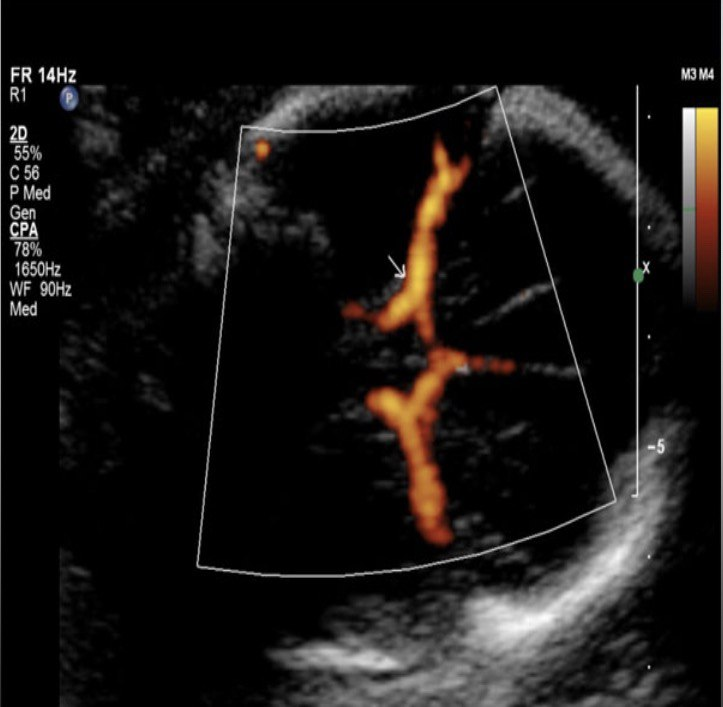 FR 14Hz
R1
P
M3 M4
2D
55%
C 56
P Med
Gen
CPA
78%
1650Hz
WF 90Hz
Med
X
-5